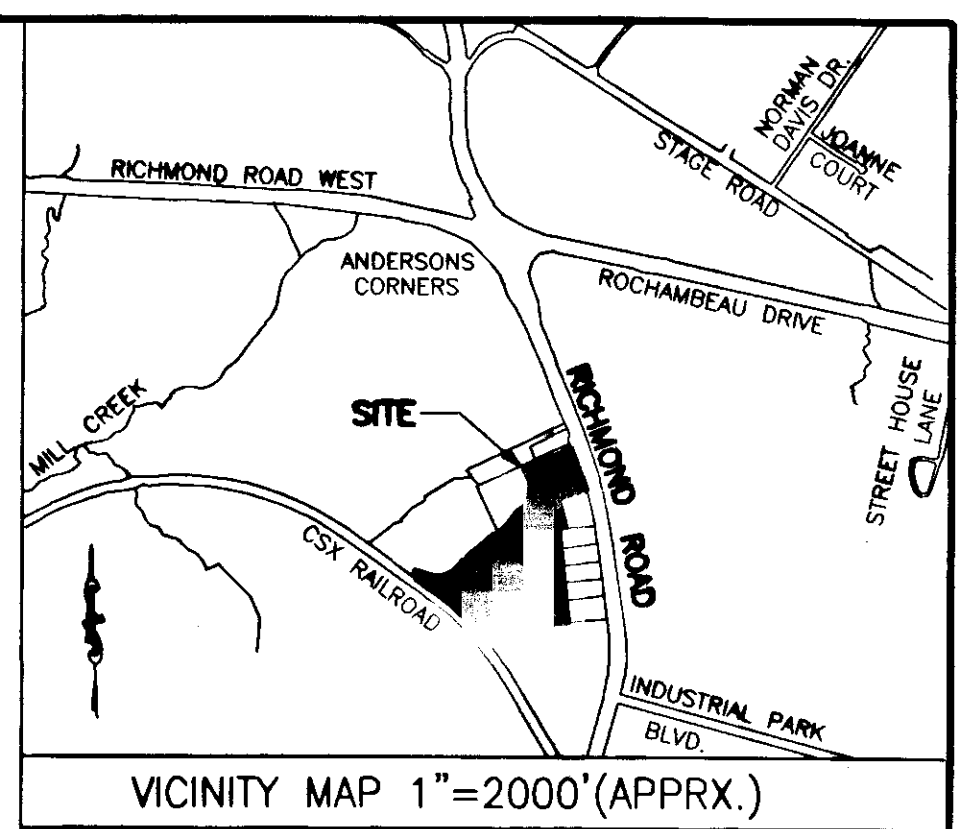 NORMAN
DAVIS DR.
JOANNE
COURT
STAGE ROAD
RICHMOND ROAD WEST
ANDERSONS
CORNERS
ROCHAMBEAU DRIVE
MILL CREEK
SITE
RICHMOND ROAD
STREET HOUSE
LANE
CSX RAILROAD
INDUSTRIAL PARK
BLVD.
VICINITY MAP 1"=2000'(APPRX.)